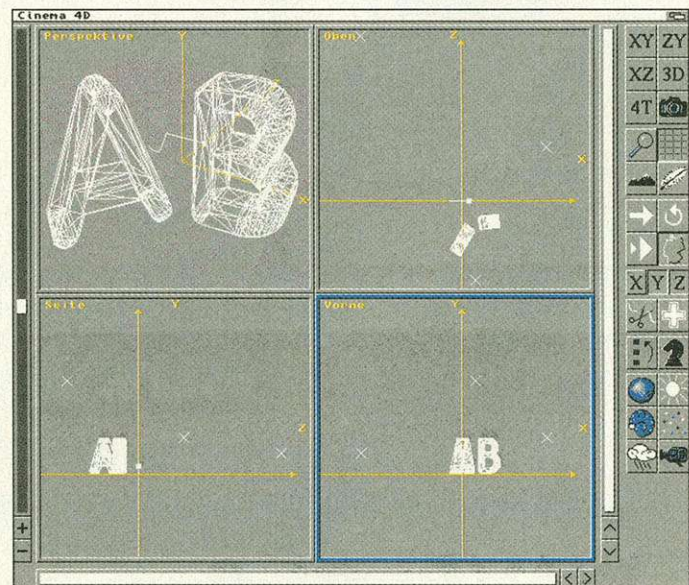 Cinema 4D
Perspektive
Y
X
A B
Oben
Z
X
Seite
Y
Z
AB
Vorne
Y
X
AB
XY ZY
XZ 3D
4T
X Y Z
+
−
< >